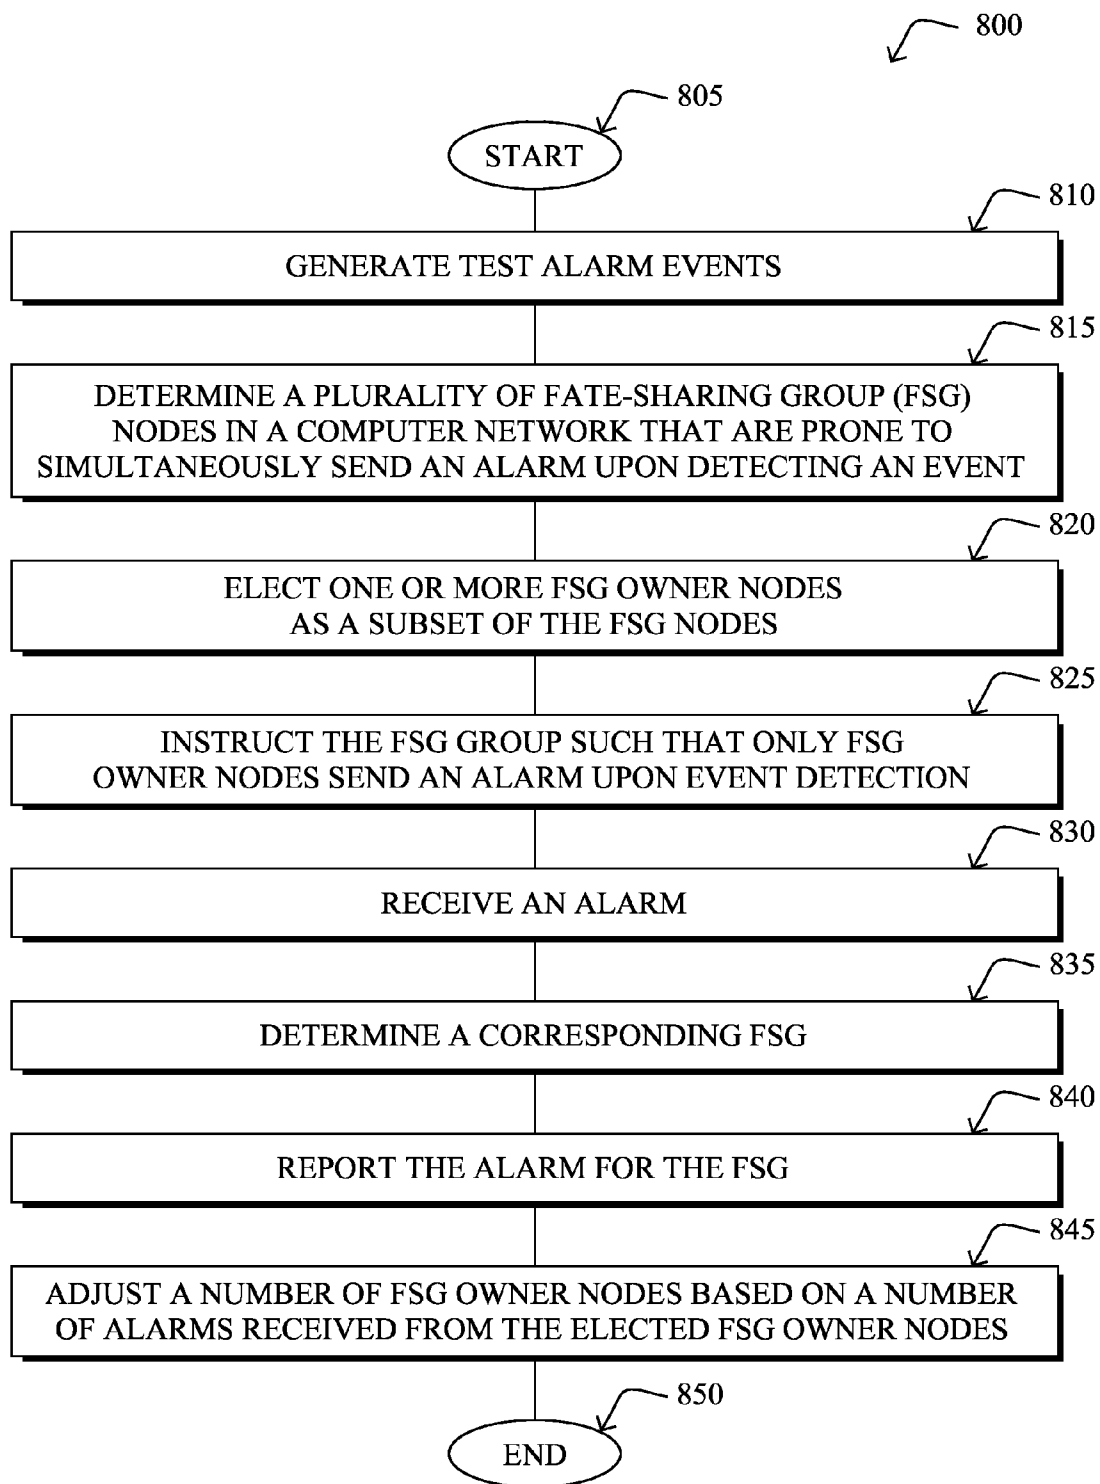 800
805
START
810
GENERATE TEST ALARM EVENTS
815
DETERMINE A PLURALITY OF FATE-SHARING GROUP (FSG)
NODES IN A COMPUTER NETWORK THAT ARE PRONE TO
SIMULTANEOUSLY SEND AN ALARM UPON DETECTING AN EVENT
820
ELECT ONE OR MORE FSG OWNER NODES
AS A SUBSET OF THE FSG NODES
825
INSTRUCT THE FSG GROUP SUCH THAT ONLY FSG
OWNER NODES SEND AN ALARM UPON EVENT DETECTION
830
RECEIVE AN ALARM
835
DETERMINE A CORRESPONDING FSG
840
REPORT THE ALARM FOR THE FSG
845
ADJUST A NUMBER OF FSG OWNER NODES BASED ON A NUMBER
OF ALARMS RECEIVED FROM THE ELECTED FSG OWNER NODES
850
END